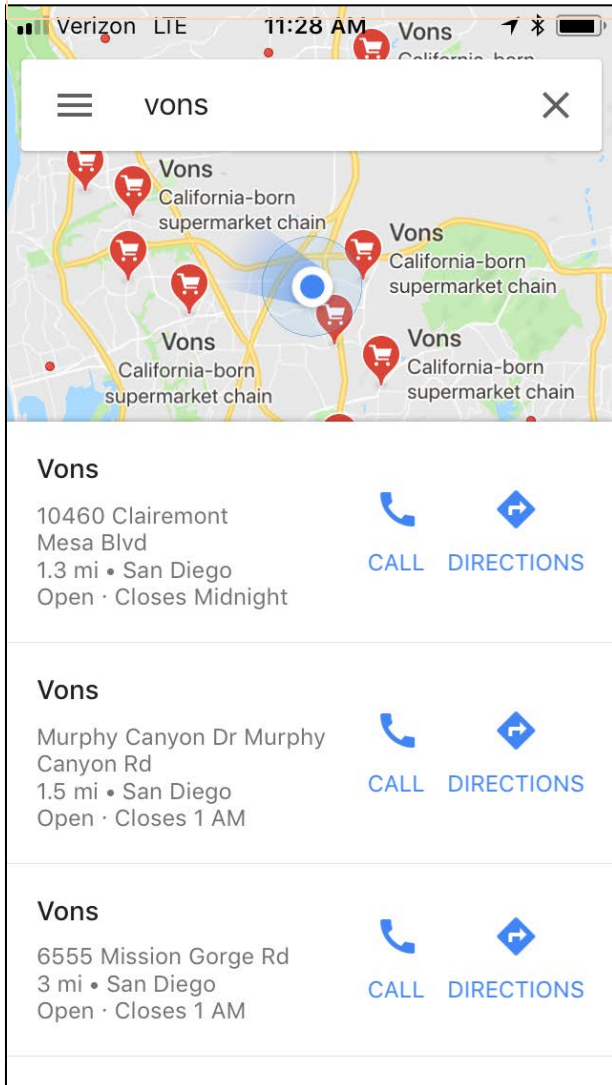 Verizon LTE 11:28 AM
Vons
California-born
vons
Vons
California-born
supermarket chain
Vons
California-born
supermarket chain
Vons
California-born
supermarket chain
Vons
California-born
supermarket chain
Vons
10460 Clairemont
Mesa Blvd
1.3 mi • San Diego
Open · Closes Midnight
CALL DIRECTIONS
Vons
Murphy Canyon Dr Murphy
Canyon Rd
1.5 mi • San Diego
Open · Closes 1 AM
CALL DIRECTIONS
Vons
6555 Mission Gorge Rd
3 mi • San Diego
Open · Closes 1 AM
CALL DIRECTIONS